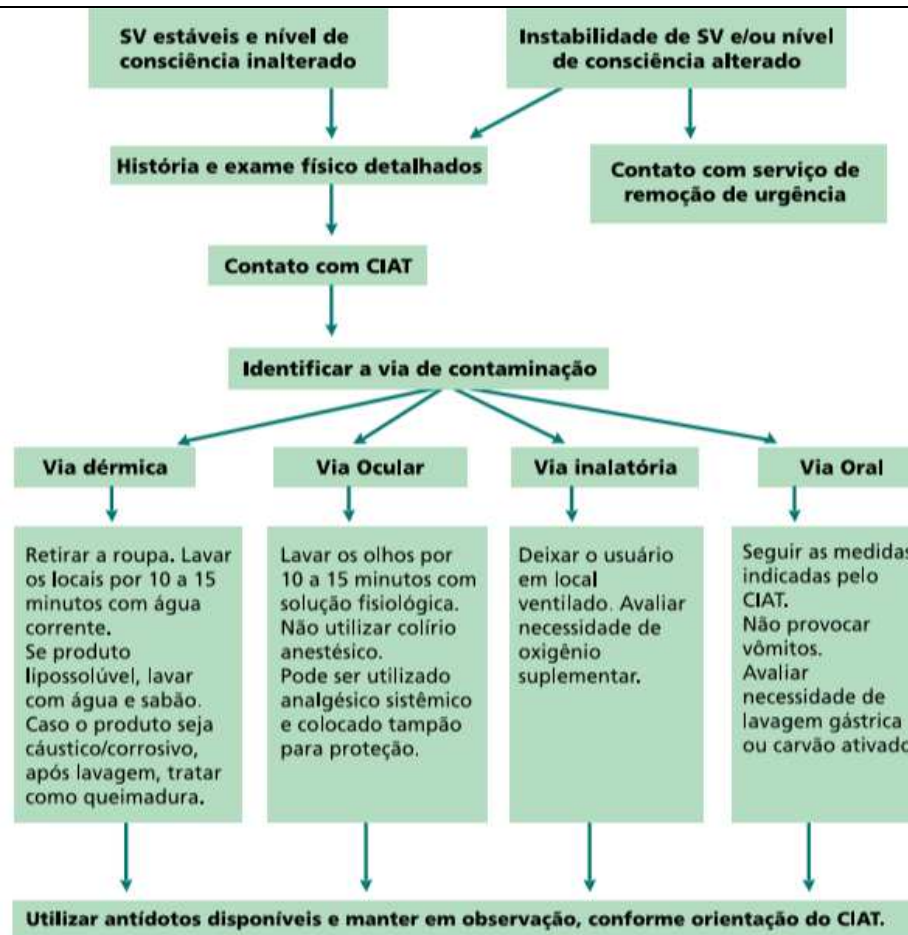 SV estáveis e nível de
consciência inalterado
Instabilidade de SV e/ou nível
de consciência alterado
História e exame físico detalhados
Contato com serviço de
remoção de urgência
Contato com CIAT
Identificar a via de contaminação
Via dérmica
Via Ocular
Via inalatória
Via Oral
Retirar a roupa. Lavar
os locais por 10 a 15
minutos com água
corrente.
Se produto
lipossolúvel, lavar
com água e sabão.
Caso o produto seja
cáustico/corrosivo,
após lavagem, tratar
como queimadura.
Lavar os olhos por
10 a 15 minutos com
solução fisiológica.
Não utilizar colírio
anestésico.
Pode ser utilizado
analgésico sistêmico
e colocado tampão
para proteção.
Deixar o usuário
em local
ventilado. Avaliar
necessidade de
oxigênio
suplementar.
Seguir as medidas
indicadas pelo
CIAT.
Não provocar
vômitos.
Avaliar
necessidade de
lavagem gástrica
ou carvão ativado
Utilizar antídotos disponíveis e manter em observação, conforme orientação do CIAT.